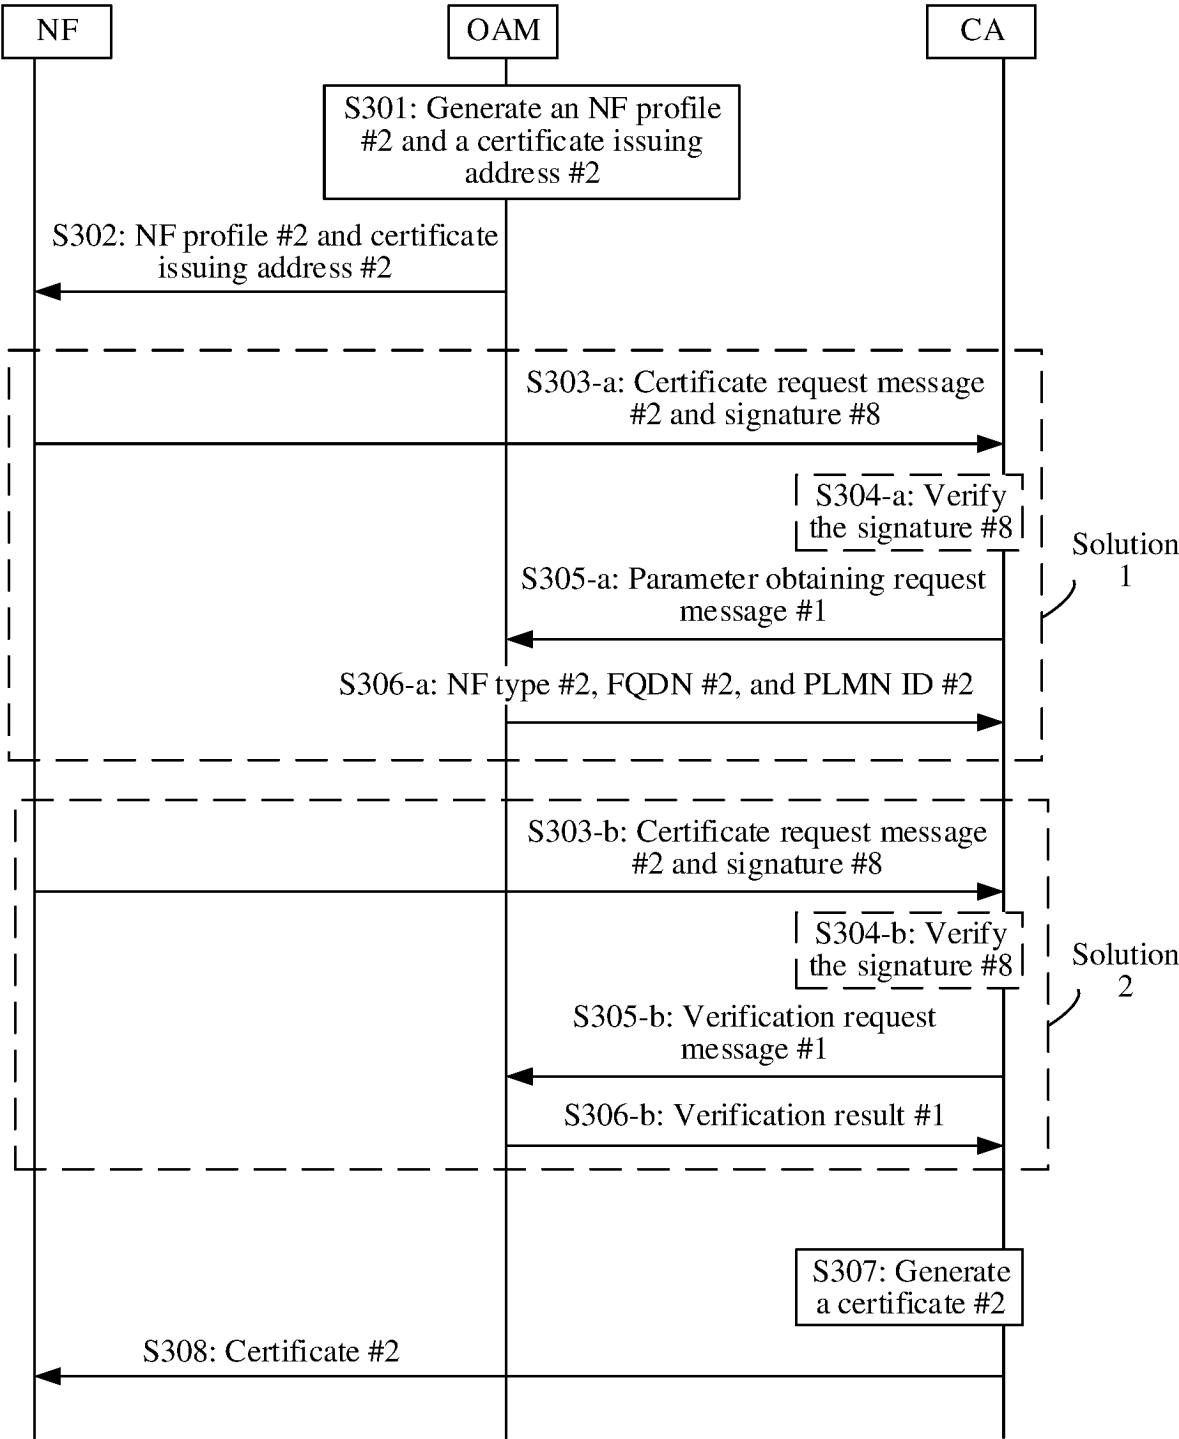 NF
OAM
CA
S301: Generate an NF profile
#2 and a certificate issuing
address #2
S302: NF profile #2 and certificate
issuing address #2
S303-a: Certificate request message
#2 and signature #8
S304-a: Verify
the signature #8
Solution
1
S305-a: Parameter obtaining request
message #1
S306-a: NF type #2, FQDN #2, and PLMN ID #2
S303-b: Certificate request message
#2 and signature #8
S304-b: Verify
the signature #8
Solution
2
S305-b: Verification request
message #1
S306-b: Verification result #1
S307: Generate
a certificate #2
S308: Certificate #2